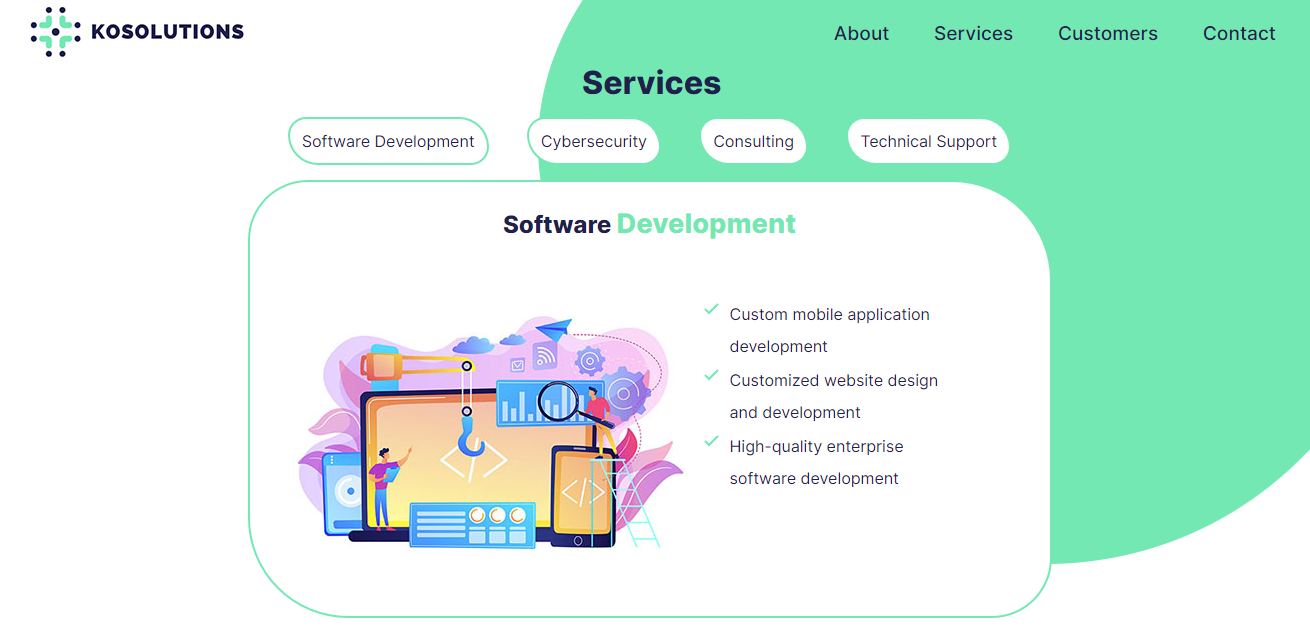 KOSOLUTIONS
About Services Customers Contact
Services
Software Development Cybersecurity Consulting Technical Support
Software Development
Custom mobile application
development
Customized website design
and development
High-quality enterprise
software development